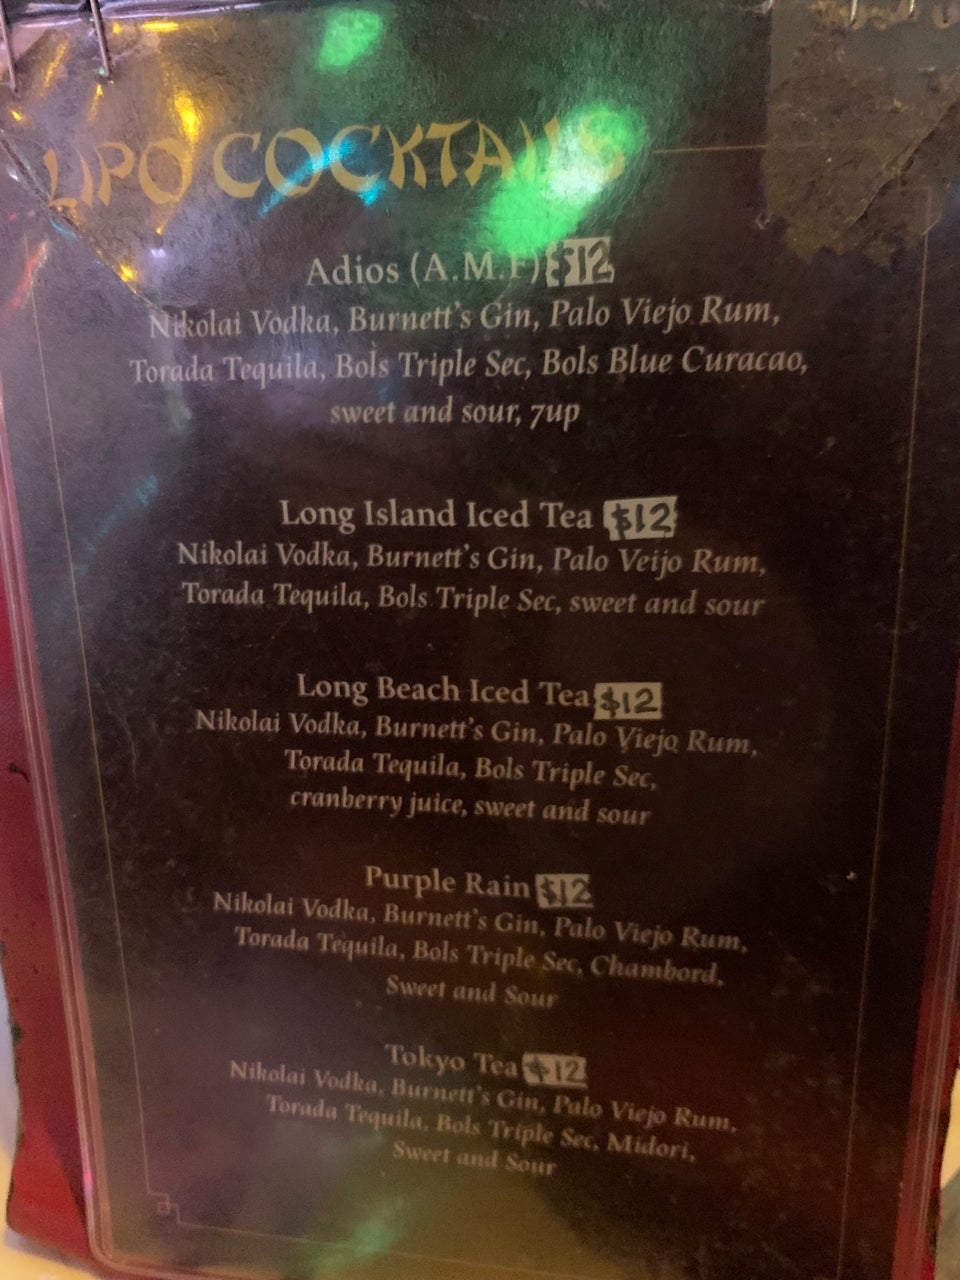 LIPO COCKTAILS
Adios (A.M.F) $12
Nikolai Vodka, Burnett's Gin, Palo Viejo Rum,
Torada Tequila, Bols Triple Sec, Bols Blue Curacao,
sweet and sour, 7up
Long Island Iced Tea $12
Nikolai Vodka, Burnett's Gin, Palo Veijo Rum,
Torada Tequila, Bols Triple Sec, sweet and sour
Long Beach Iced Tea $12
Nikolai Vodka, Burnett's Gin, Palo Viejo Rum,
Torada Tequila, Bols Triple Sec,
cranberry juice, sweet and sour
Purple Rain $12
Nikolai Vodka, Burnett's Gin, Palo Viejo Rum,
Torada Tequila, Bols Triple Sec, Chambord,
Sweet and Sour
Tokyo Tea $12
Nikolai Vodka, Burnett's Gin, Palo Viejo Rum,
Torada Tequila, Bols Triple Sec, Midori,
Sweet and Sour